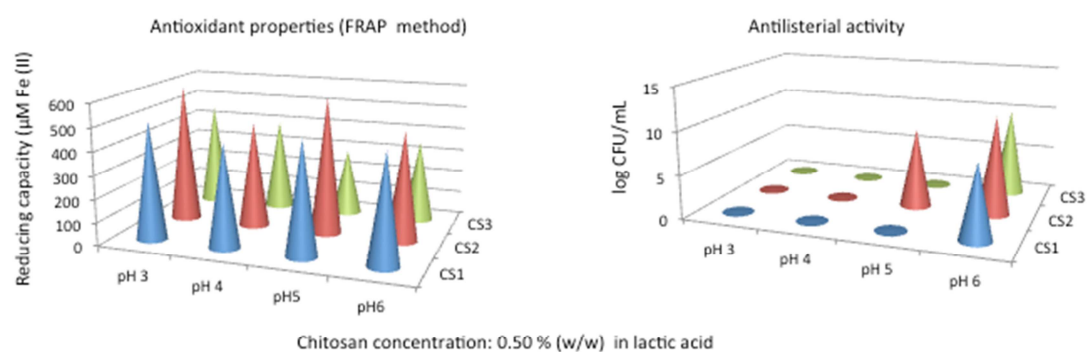 Antioxidant properties (FRAP method)
Reducing capacity (µM Fe (II)
600
500
400
300
200
100
0
pH 3
pH 4
pH5
pH6
CS3
CS2
CS1
Antilisterial activity
log CFU/mL
15
10
5
0
pH 3
pH 4
pH 5
pH 6
CS3
CS2
CS1
Chitosan concentration: 0.50 % (w/w) in lactic acid